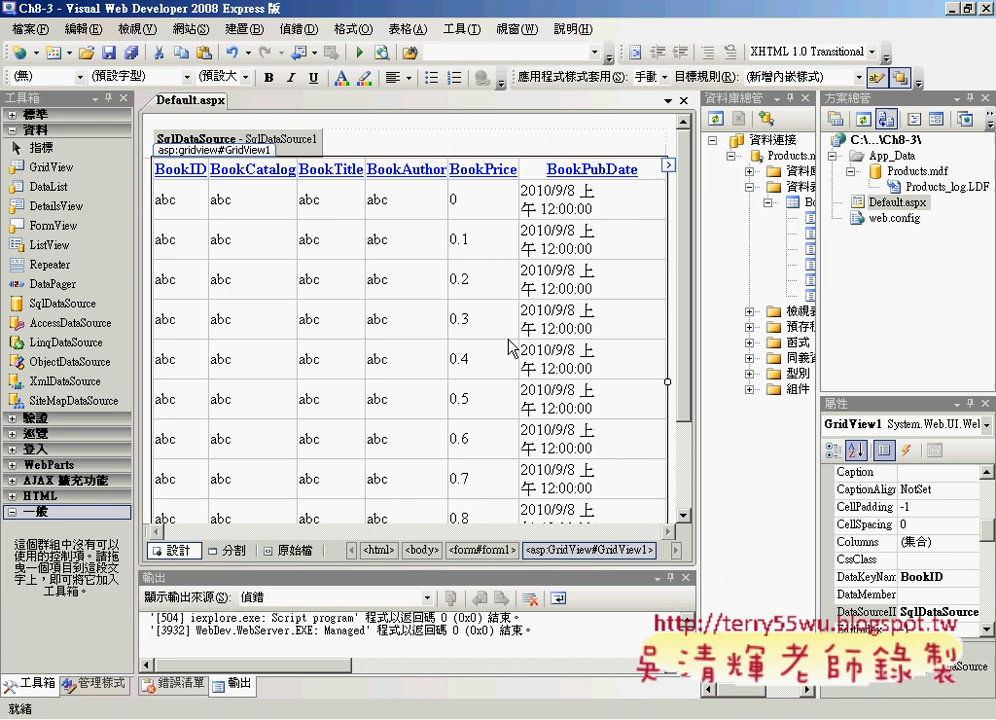 Ch8-3 - Visual Web Developer 2008 Express 版
檔案(F) 編輯(E) 檢視(V) 網站(S) 建置(B) 偵錯(D) 格式(O) 表格(A) 工具(T) 視窗(W) 說明(H)
XHTML 1.0 Transitional
(無) (預設字型) (預設大 B I U 應用程式樣式套用(S): 手動 目標規則(R): (新增內嵌樣式)
工具箱
標準
資料
指標
GridView
DataList
DetailsView
FormView
ListView
Repeater
DataPager
SqlDataSource
AccessDataSource
LinqDataSource
ObjectDataSource
XmlDataSource
SiteMapDataSource
驗證
巡覽
登入
WebParts
AJAX 擴充功能
HTML
一般
這個群組中沒有可以
使用的控制項。請拖
曳一個項目到這段文
字上，即可將它加入
工具箱。
工具箱 管理樣式
Default.aspx
SqlDataSource - SqlDataSource1
asp:gridview#GridView1
BookID BookCatalog BookTitle BookAuthor BookPrice BookPubDate
abc abc abc abc 0 2010/9/8 上
午 12:00:00
abc abc abc abc 0.1 2010/9/8 上
午 12:00:00
abc abc abc abc 0.2 2010/9/8 上
午 12:00:00
abc abc abc abc 0.3 2010/9/8 上
午 12:00:00
abc abc abc abc 0.4 2010/9/8 上
午 12:00:00
abc abc abc abc 0.5 2010/9/8 上
午 12:00:00
abc abc abc abc 0.6 2010/9/8 上
午 12:00:00
abc abc abc abc 0.7 2010/9/8 上
午 12:00:00
abc abc abc abc 0.8 2010/9/8 上
設計 分割 原始檔 <html> <body> <form#form1> <asp:GridView#GridView1>
輸出
顯示輸出來源(S): 偵錯
'[504] iexplore.exe: Script program' 程式以返回碼 0 (0x0) 結束。
'[3932] WebDev.WebServer.EXE: Managed' 程式以返回碼 0 (0x0) 結束。
錯誤清單 輸出
資料庫總管
資料連接
Products.m
資料庫
資料表
Bo
檢視表
預存程
函式
同義資
型別
組件
方案總管
C:\...\Ch8-3\
App_Data
Products.mdf
Products_log.LDF
Default.aspx
web.config
屬性
GridView1 System.Web.UI.Wel
Caption
CaptionAlig NotSet
CellPadding -1
CellSpacing 0
Columns (集合)
CssClass
DataKeyNam BookID
DataMember
DataSourceI SqlDataSource
http://terry55wu.blogspot.tw
吳清輝老師錄製
就緒